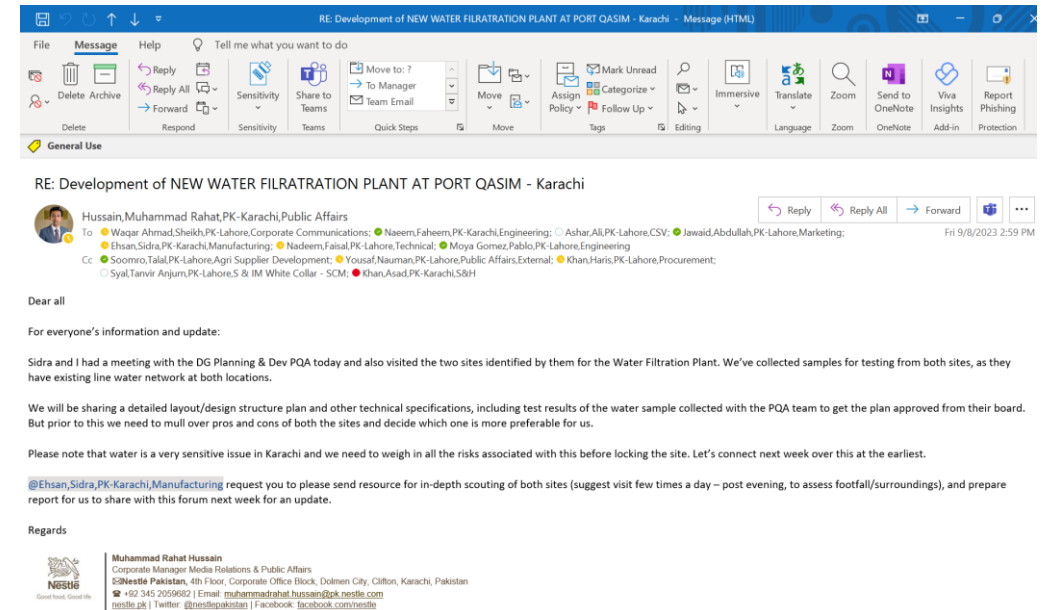 RE: Development of NEW WATER FILRATRATION PLANT AT PORT QASIM - Karachi - Message (HTML)
File Message Help Tell me what you want to do
Delete Archive
Reply
Reply All
Forward
Sensitivity
Share to Teams
Move to: ?
To Manager
Team Email
Move
Assign Policy
Mark Unread
Categorize
Follow Up
Immersive
Translate
Zoom
Send to OneNote
Viva Insights
Report Phishing
Delete Respond Sensitivity Teams Quick Steps Move Tags Editing Language Zoom OneNote Add-in Protection
General Use
RE: Development of NEW WATER FILRATRATION PLANT AT PORT QASIM - Karachi
Hussain,Muhammad Rahat,PK-Karachi,Public Affairs
Reply Reply All Forward
To Waqar Ahmad,Sheikh,PK-Lahore,Corporate Communications; Naeem,Faheem,PK-Karachi,Engineering; Ashar,Ali,PK-Lahore,CSV; Jawaid,Abdullah,PK-Lahore,Marketing;
Fri 9/8/2023 2:59 PM
Ehsan,Sidra,PK-Karachi,Manufacturing; Nadeem,Faisal,PK-Lahore,Technical; Moya Gomez,Pablo,PK-Lahore,Engineering
Cc Soomro,Talal,PK-Lahore,Agri Supplier Development; Yousaf,Nauman,PK-Lahore,Public Affairs,External; Khan,Haris,PK-Lahore,Procurement;
Syal,Tanvir Anjum,PK-Lahore,S & IM White Collar - SCM; Khan,Asad,PK-Karachi,S&H
Dear all
For everyone's information and update:
Sidra and I had a meeting with the DG Planning & Dev PQA today and also visited the two sites identified by them for the Water Filtration Plant. We've collected samples for testing from both sites, as they
have existing line water network at both locations.
We will be sharing a detailed layout/design structure plan and other technical specifications, including test results of the water sample collected with the PQA team to get the plan approved from their board.
But prior to this we need to mull over pros and cons of both the sites and decide which one is more preferable for us.
Please note that water is a very sensitive issue in Karachi and we need to weigh in all the risks associated with this before locking the site. Let's connect next week over this at the earliest.
@Ehsan,Sidra,PK-Karachi,Manufacturing request you to please send resource for in-depth scouting of both sites (suggest visit few times a day – post evening, to assess footfall/surroundings), and prepare
report for us to share with this forum next week for an update.
Regards
Nestlé
Good food, Good life
Muhammad Rahat Hussain
Corporate Manager Media Relations & Public Affairs
Nestlé Pakistan, 4th Floor, Corporate Office Block, Dolmen City, Clifton, Karachi, Pakistan
+92 345 2059682 | Email: muhammadrahat.hussain@pk.nestle.com
nestle.pk | Twitter: @nestlepakistan | Facebook: facebook.com/nestle